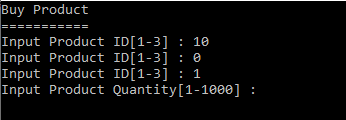 Buy Product
===========
Input Product ID[1-3] : 10
Input Product ID[1-3] : 0
Input Product ID[1-3] : 1
Input Product Quantity[1-1000] :